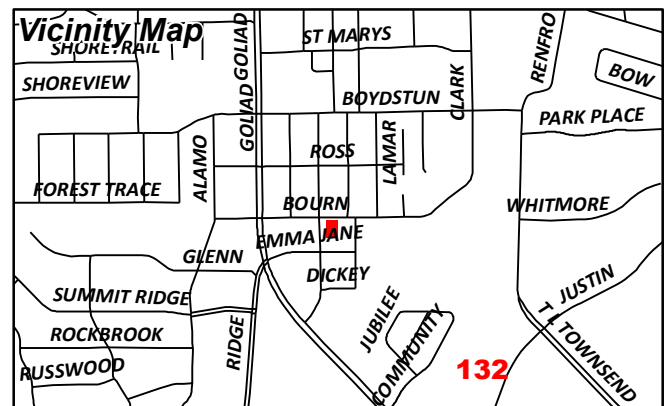 Vicinity Map
SHORE TRAIL
SHOREVIEW
GOLIAD
GOLIAD
ST MARYS
BOYDSTUN
CLARK
RENFRO
BOW
PARK PLACE
ROSS
LAMAR
ALAMO
FOREST TRACE
BOURN
WHITMORE
EMMA JANE
GLENN
DICKEY
SUMMIT RIDGE
JUBILEE
JUSTIN
ROCKBROOK
RIDGE
COMMUNITY
T L TOWNSEND
RUSSWOOD
132